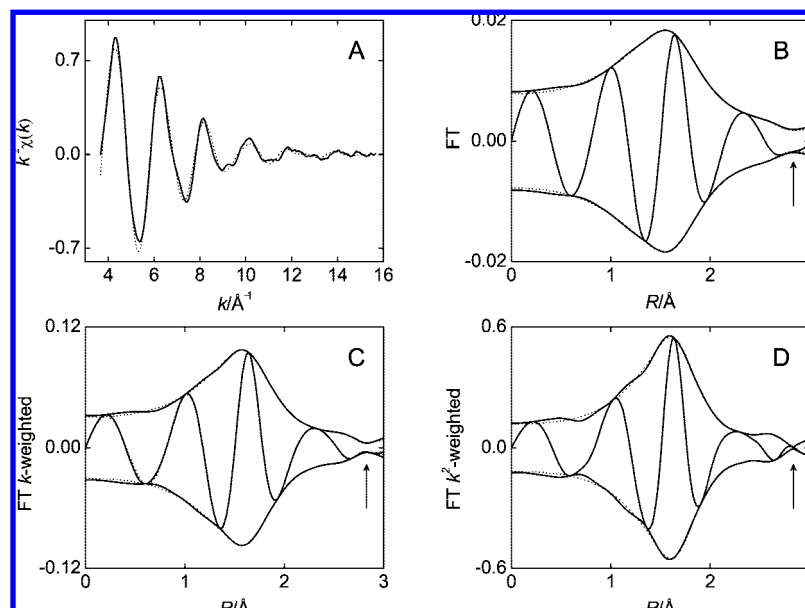 A
0.7
0.0
-0.7
4 6 8 10 12 14 16
k/Å⁻¹
B
0.02
0.00
-0.02
FT
0 1 2
R/Å
C
0.12
0.00
-0.12
FT k-weighted
0 1 2 3
D
0.6
0.0
-0.6
FT k²-weighted
0 1 2